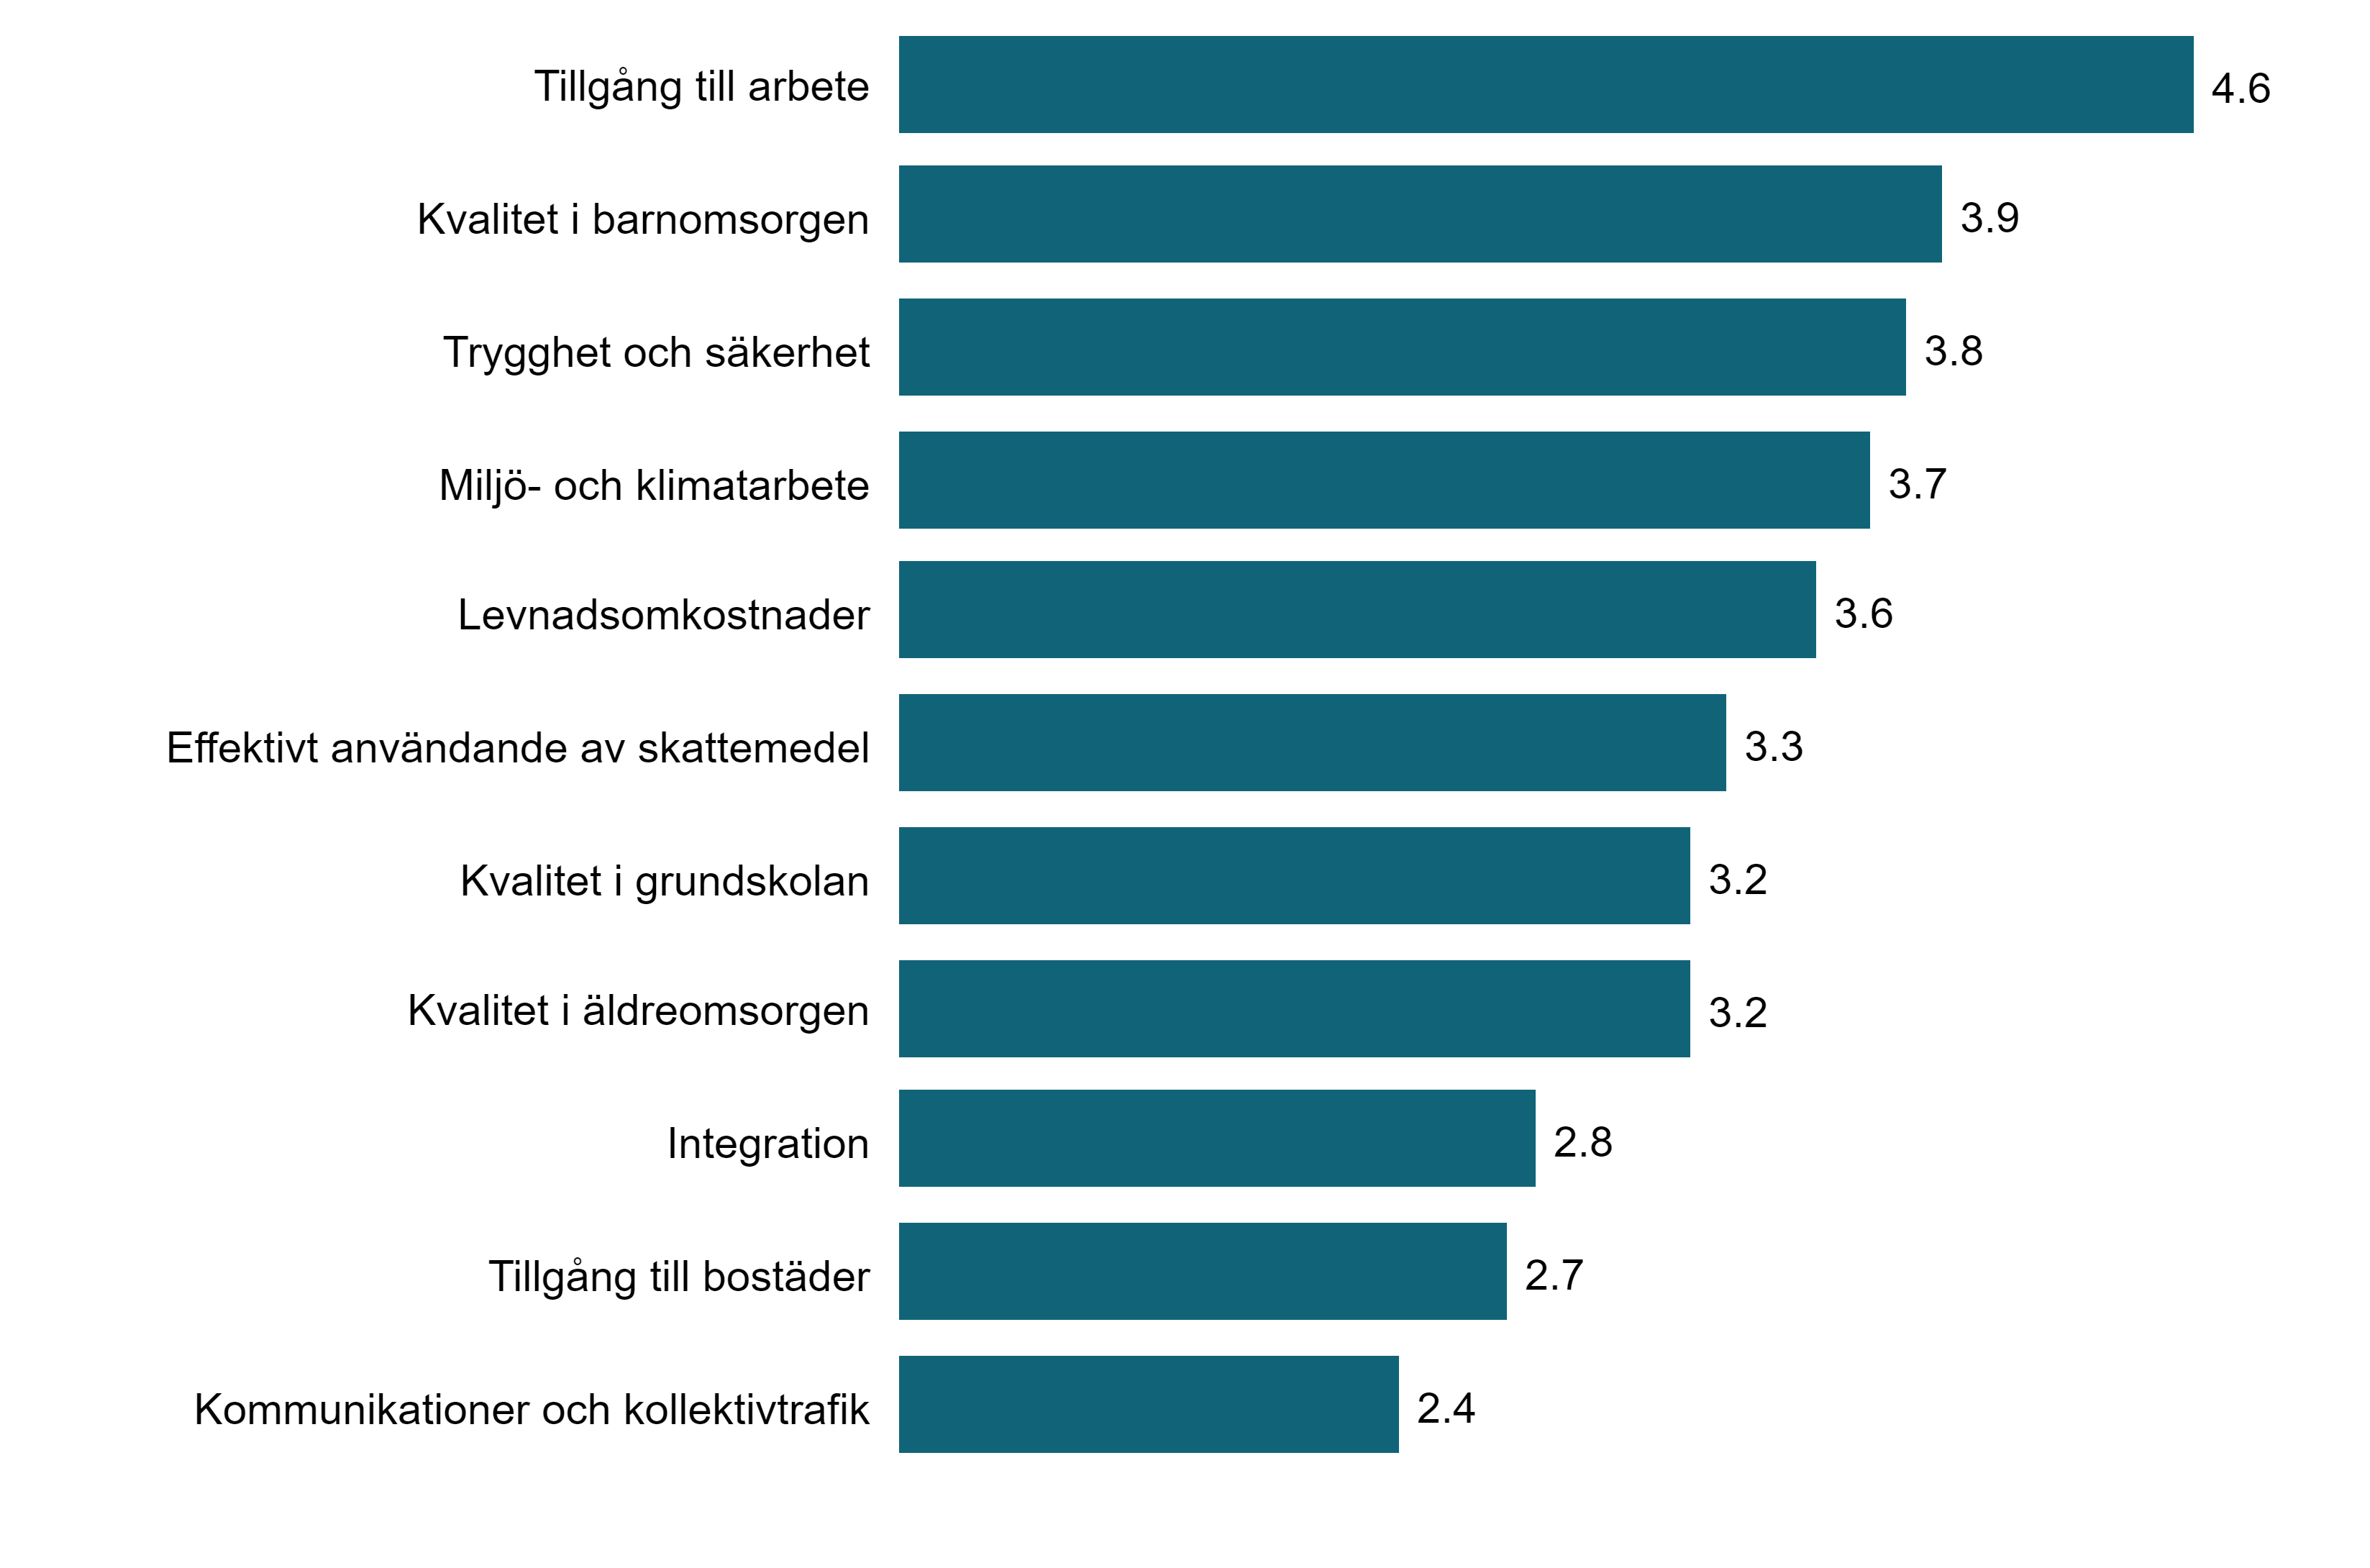 Tillgång till arbete 4.6
Kvalitet i barnomsorgen 3.9
Trygghet och säkerhet 3.8
Miljö- och klimatarbete 3.7
Levnadsomkostnader 3.6
Effektivt användande av skattemedel 3.3
Kvalitet i grundskolan 3.2
Kvalitet i äldreomsorgen 3.2
Integration 2.8
Tillgång till bostäder 2.7
Kommunikationer och kollektivtrafik 2.4